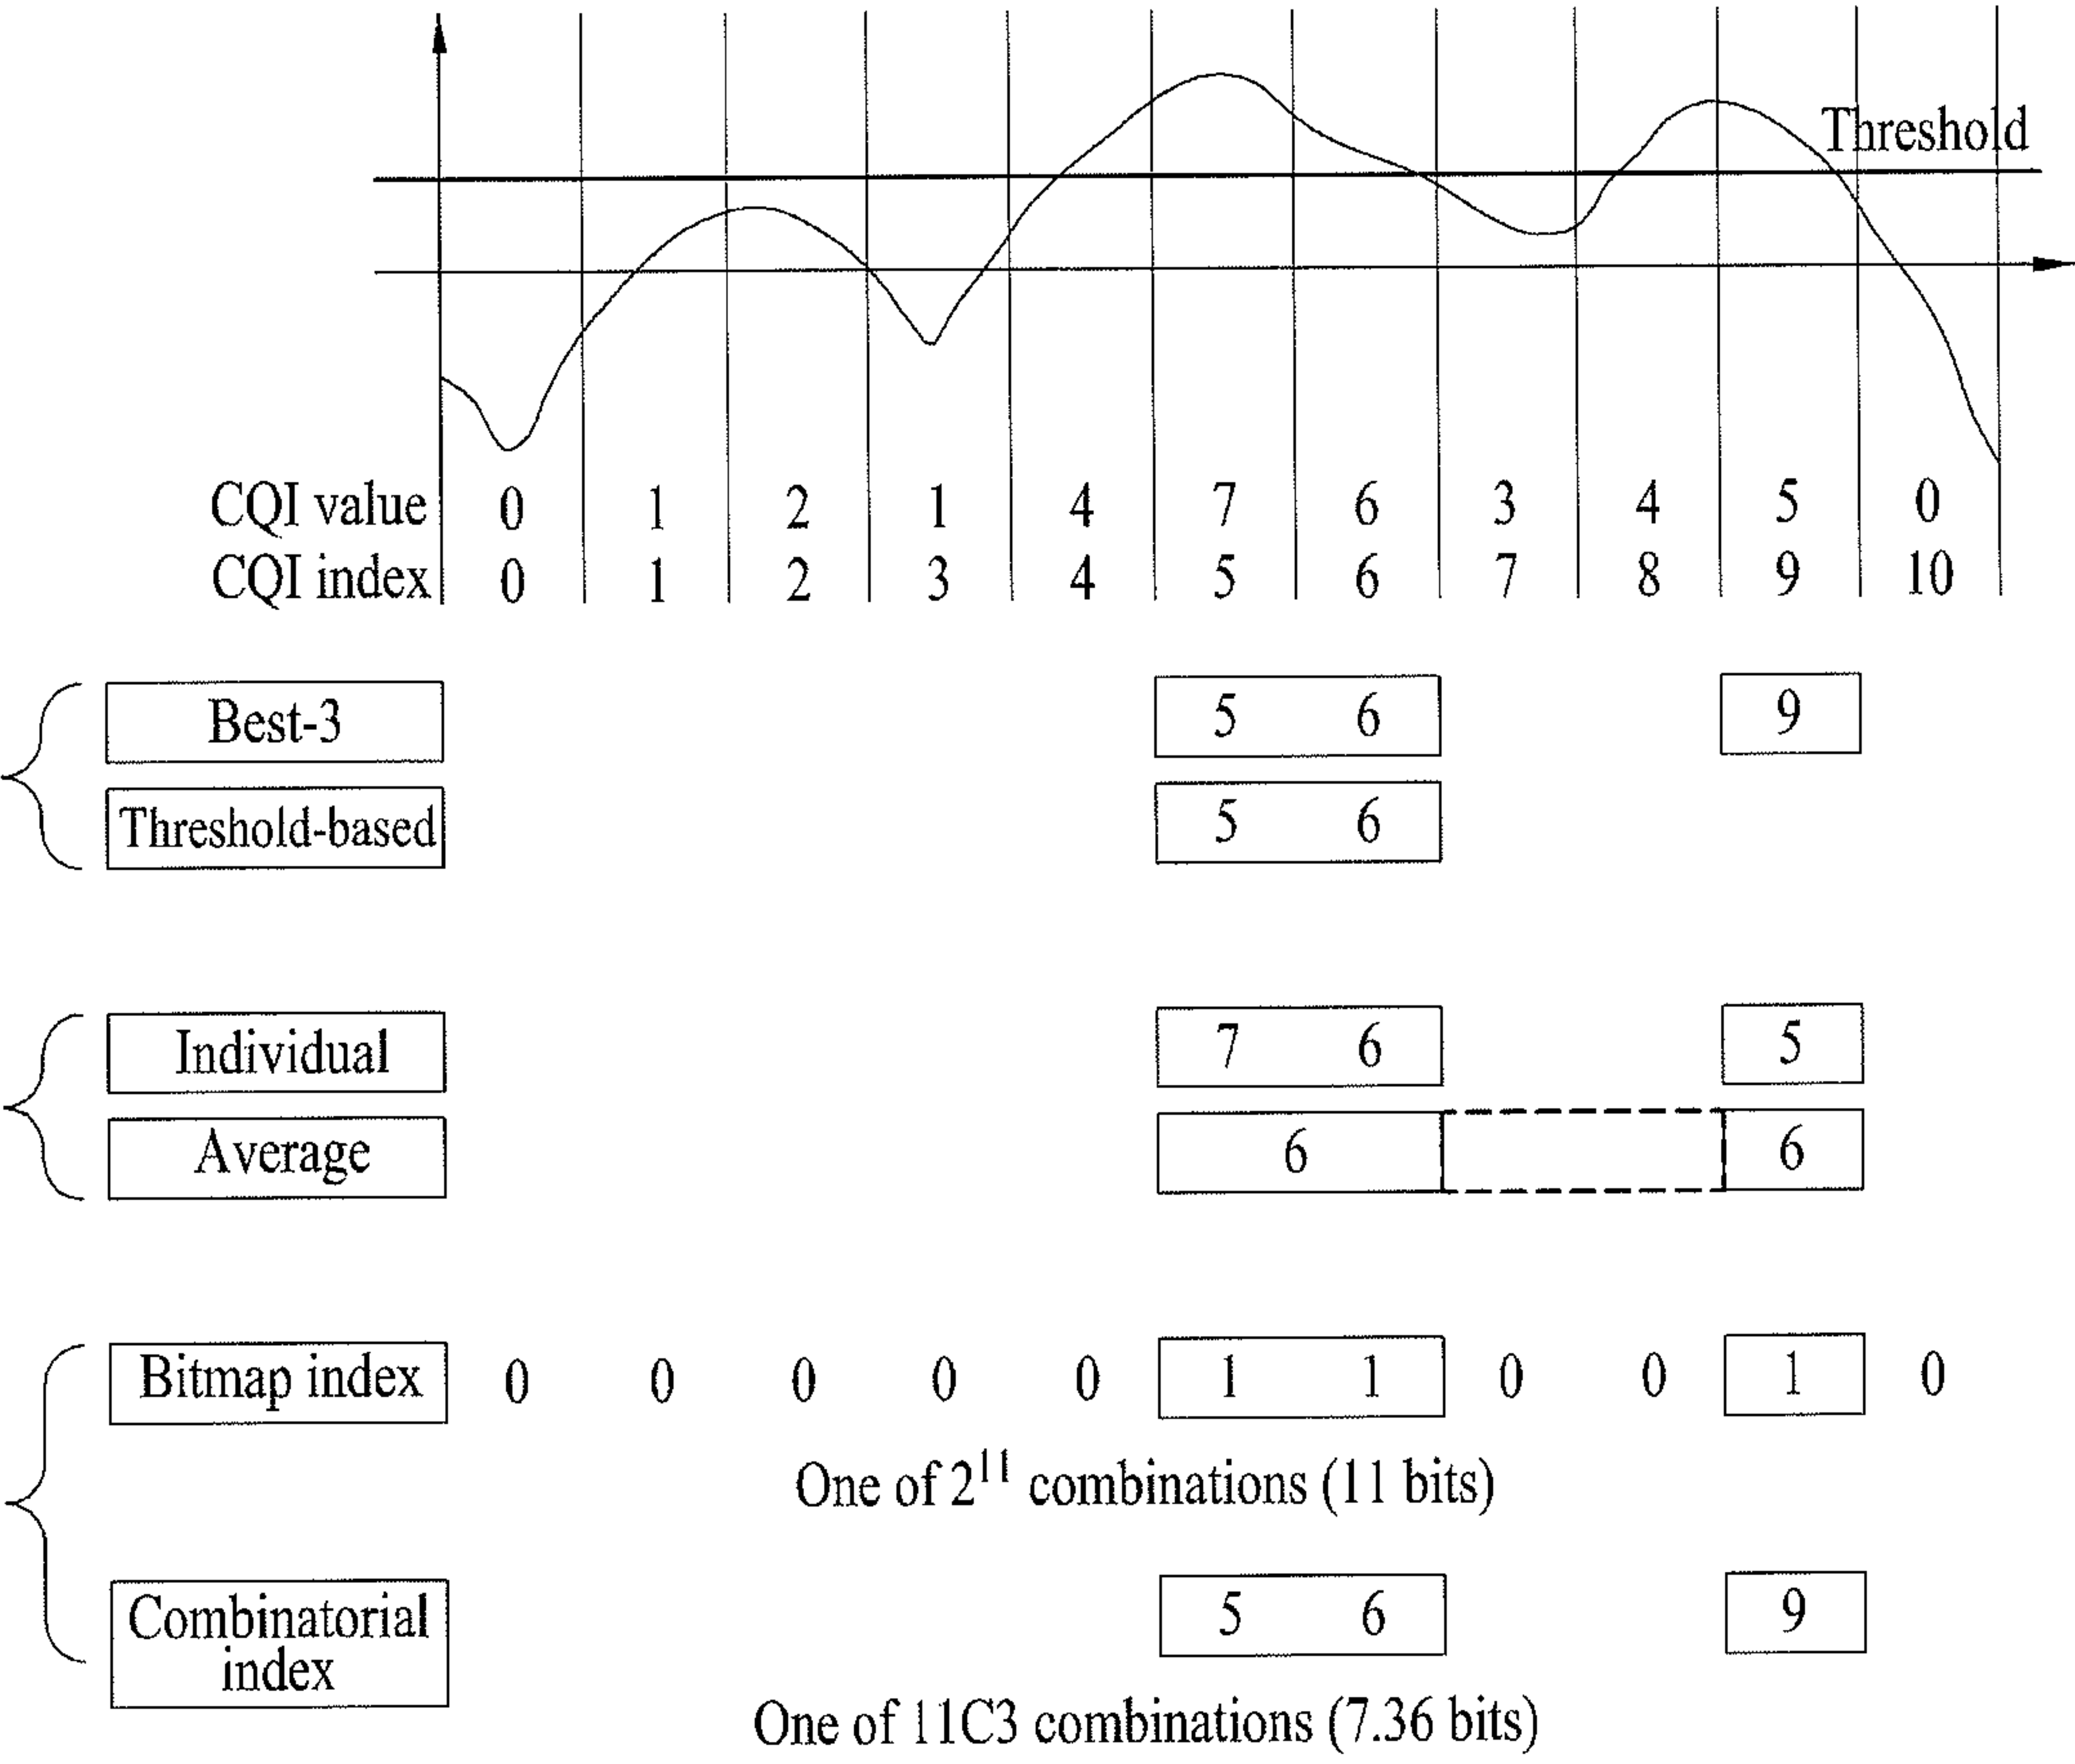 Threshold
CQI value 0 1 2 1 4 7 6 3 4 5 0
CQI index 0 1 2 3 4 5 6 7 8 9 10
Best-3 5 6 9
Threshold-based 5 6
Individual 7 6 5
Average 6 6
Bitmap index 0 0 0 0 0 1 1 0 0 1 0
One of 2¹¹ combinations (11 bits)
Combinatorial 5 6 9
index
One of 11C3 combinations (7.36 bits)